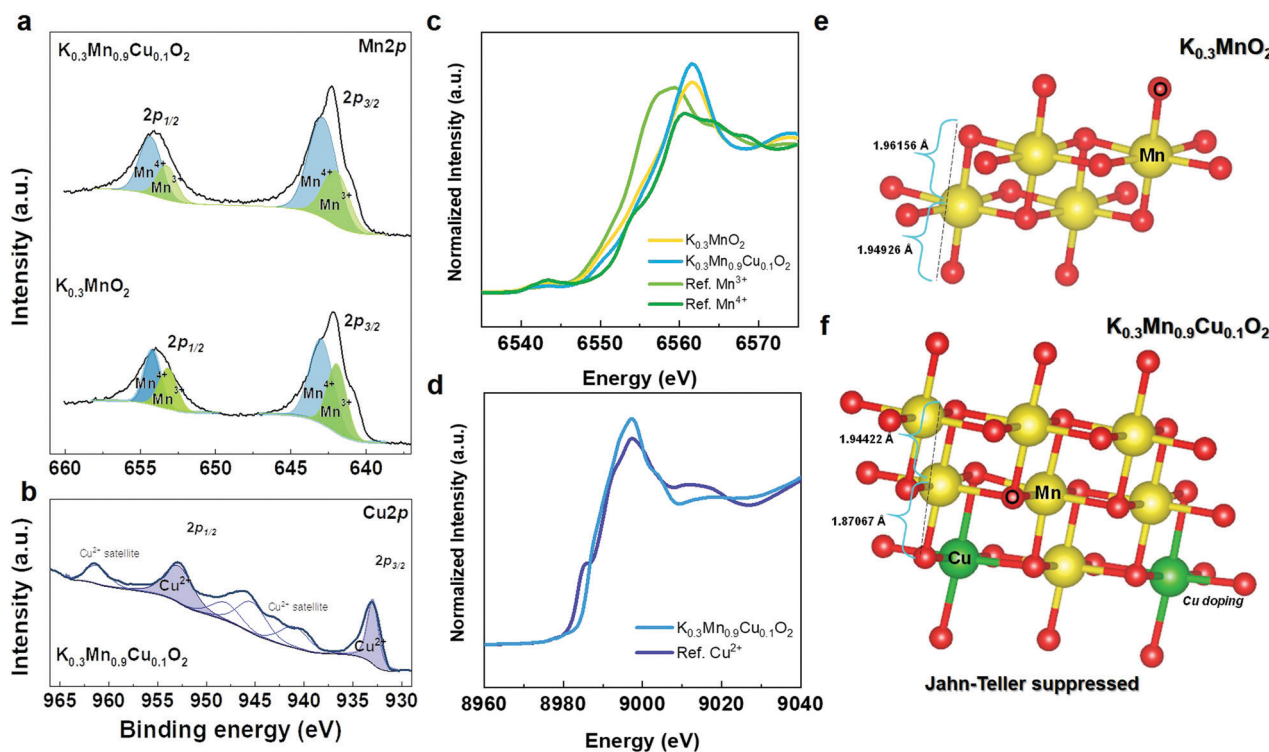 a
K0.3Mn0.9Cu0.1O2
Mn2p
2p1/2
2p3/2
Mn4+
Mn3+
Mn4+
Mn3+
K0.3MnO2
2p1/2
2p3/2
Mn4+
Mn3+
Mn4+
Mn3+
Intensity (a.u.)
660 655 650 645 640
b
Cu2p
2p1/2
2p3/2
Cu2+ satellite
Cu2+
Cu2+ satellite
Cu2+
K0.3Mn0.9Cu0.1O2
Intensity (a.u.)
965 960 955 950 945 940 935 930
Binding energy (eV)
c
Normalized Intensity (a.u.)
K0.3MnO2
K0.3Mn0.9Cu0.1O2
Ref. Mn3+
Ref. Mn4+
6540 6550 6560 6570
Energy (eV)
d
Normalized Intensity (a.u.)
K0.3Mn0.9Cu0.1O2
Ref. Cu2+
8960 8980 9000 9020 9040
Energy (eV)
e
K0.3MnO2
O
1.96156 Å
Mn
1.94926 Å
f
K0.3Mn0.9Cu0.1O2
1.94422 Å
O
Mn
1.87067 Å
Cu
Cu doping
Jahn-Teller suppressed